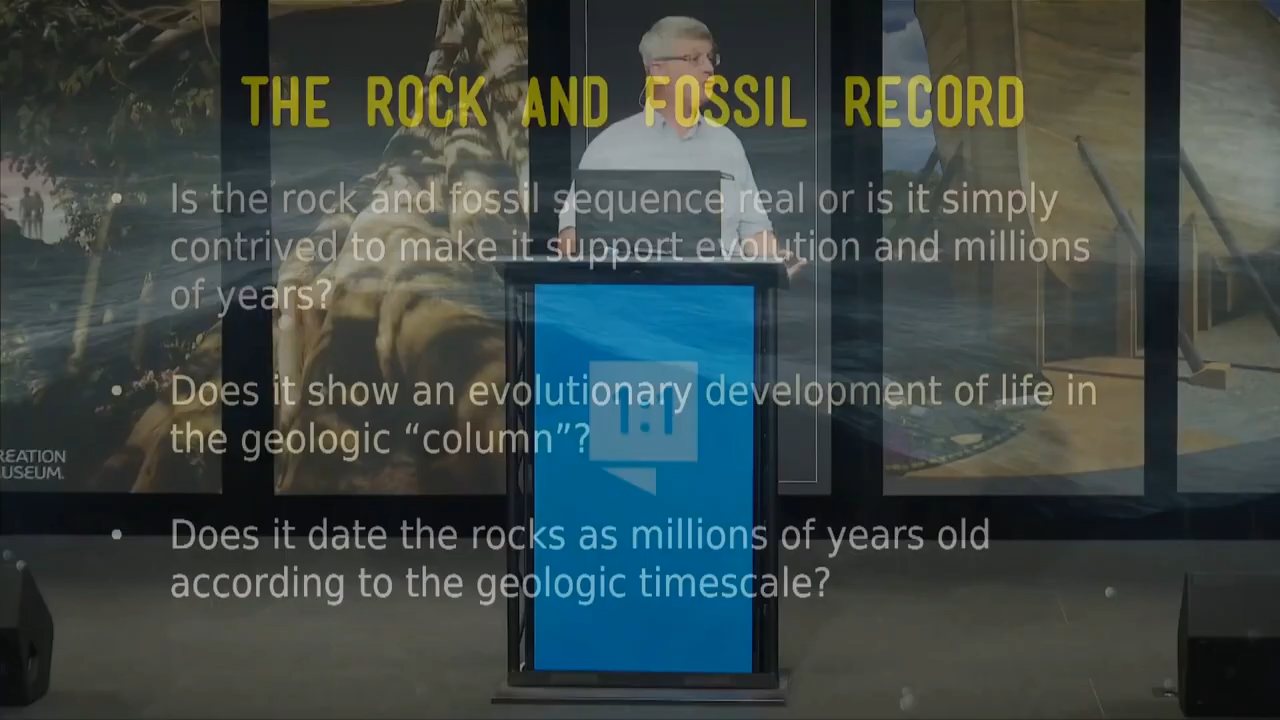 THE ROCK AND FOSSIL RECORD
• Is the rock and fossil sequence real or is it simply
contrived to make it support evolution and millions
of years?
• Does it show an evolutionary development of life in
the geologic “column”?
1:1
REATION
USEUM.
• Does it date the rocks as millions of years old
according to the geologic timescale?